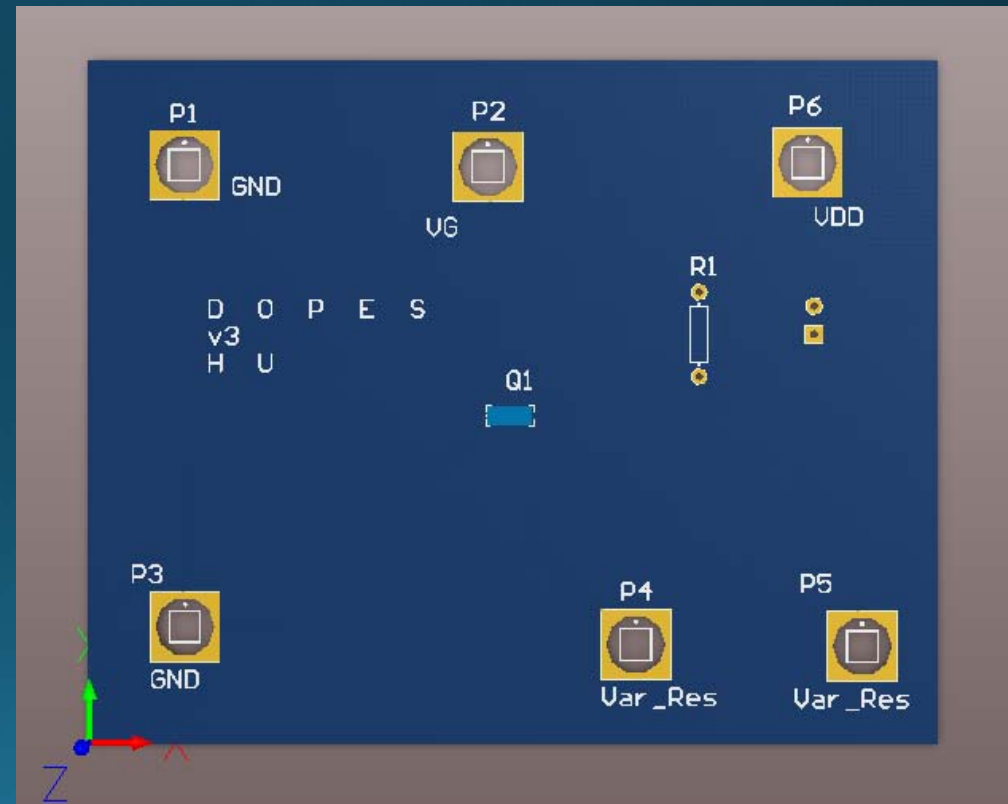 P1
P2
P6
GND
VG
VDD
R1
D O P E S
v3
H U
Q1
P3
P4
P5
GND
Var_Res
Var_Res
X
Z